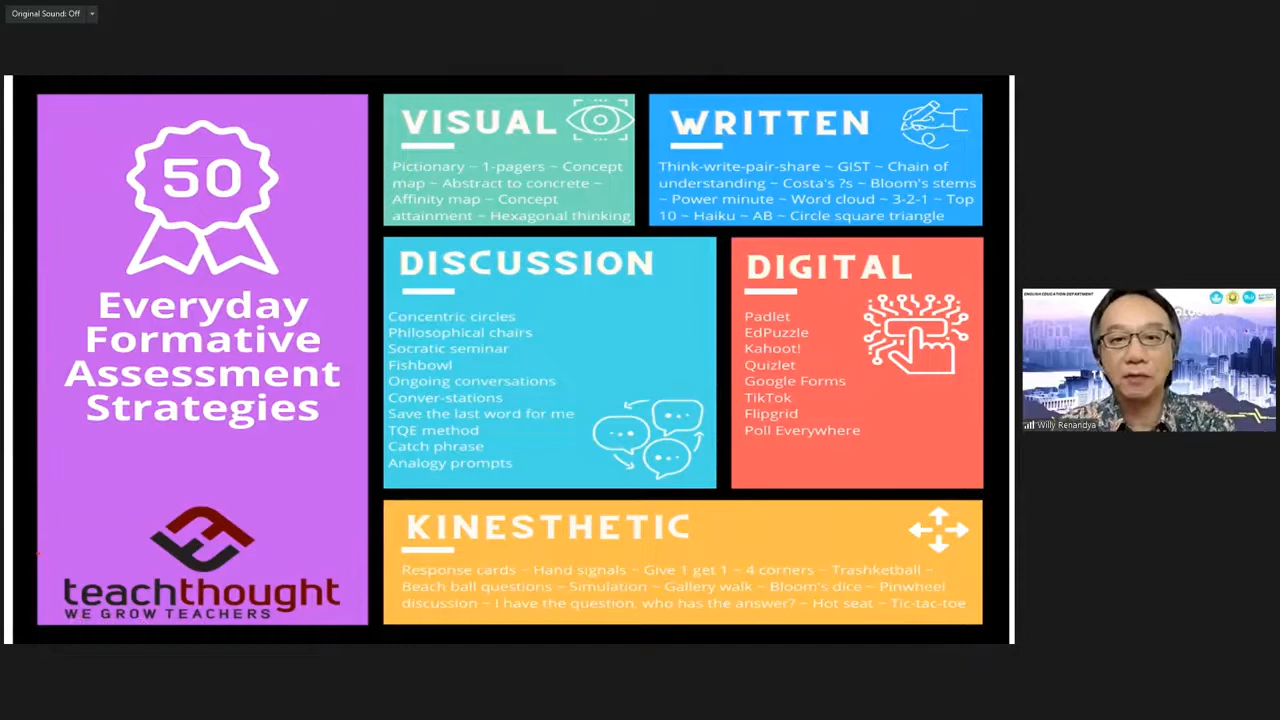 Original Sound: Off
50
Everyday
Formative
Assessment
Strategies
teachthought
WE GROW TEACHERS
VISUAL
Pictionary ~ 1-pagers ~ Concept
map ~ Abstract to concrete ~
Affinity map ~ Concept
attainment ~ Hexagonal thinking
WRITTEN
Think-write-pair-share ~ GIST ~ Chain of
understanding ~ Costa's ?s ~ Bloom's stems
~ Power minute ~ Word cloud ~ 3-2-1 ~ Top
10 ~ Haiku ~ AB ~ Circle square triangle
DISCUSSION
Concentric circles
Philosophical chairs
Socratic seminar
Fishbowl
Ongoing conversations
Conver-stations
Save the last word for me
TQE method
Catch phrase
Analogy prompts
DIGITAL
Padlet
EdPuzzle
Kahoot!
Quizlet
Google Forms
TikTok
Flipgrid
Poll Everywhere
KINESTHETIC
Response cards ~ Hand signals ~ Give 1 get 1 ~ 4 corners ~ Trashketball ~
Beach ball questions ~ Simulation ~ Gallery walk ~ Bloom's dice ~ Pinwheel
discussion ~ I have the question, who has the answer? ~ Hot seat ~ Tic-tac-toe
ENGLISH EDUCATION DEPARTMENT
Willy Renandya